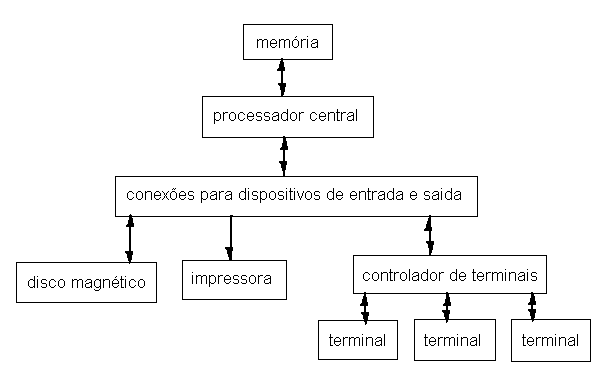 memória
processador central
conexões para dispositivos de entrada e saida
disco magnético
impressora
controlador de terminais
terminal
terminal
terminal